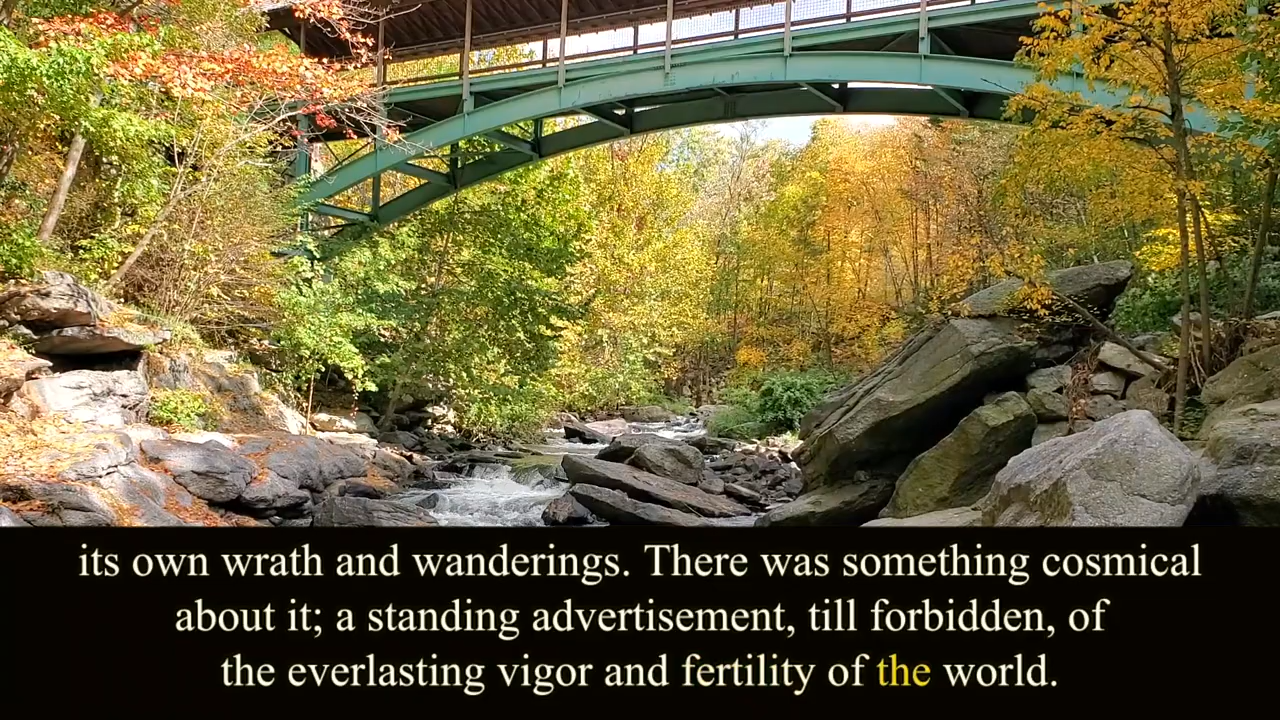 its own wrath and wanderings. There was something cosmical
about it; a standing advertisement, till forbidden, of
the everlasting vigor and fertility of the world.